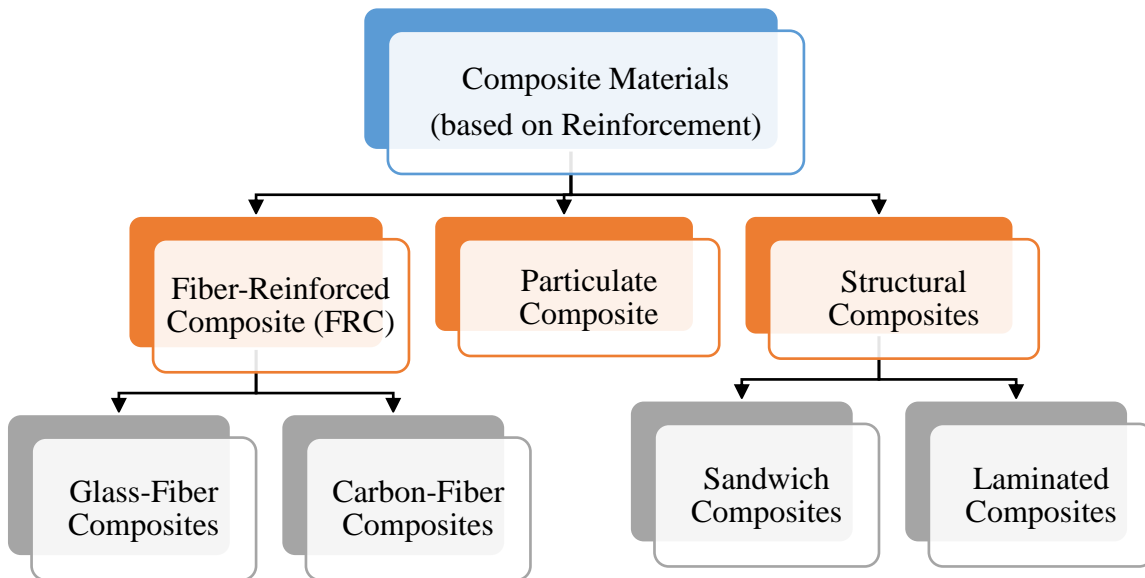 Composite Materials
(based on Reinforcement)
Fiber-Reinforced
Composite (FRC)
Particulate
Composite
Structural
Composites
Glass-Fiber
Composites
Carbon-Fiber
Composites
Sandwich
Composites
Laminated
Composites